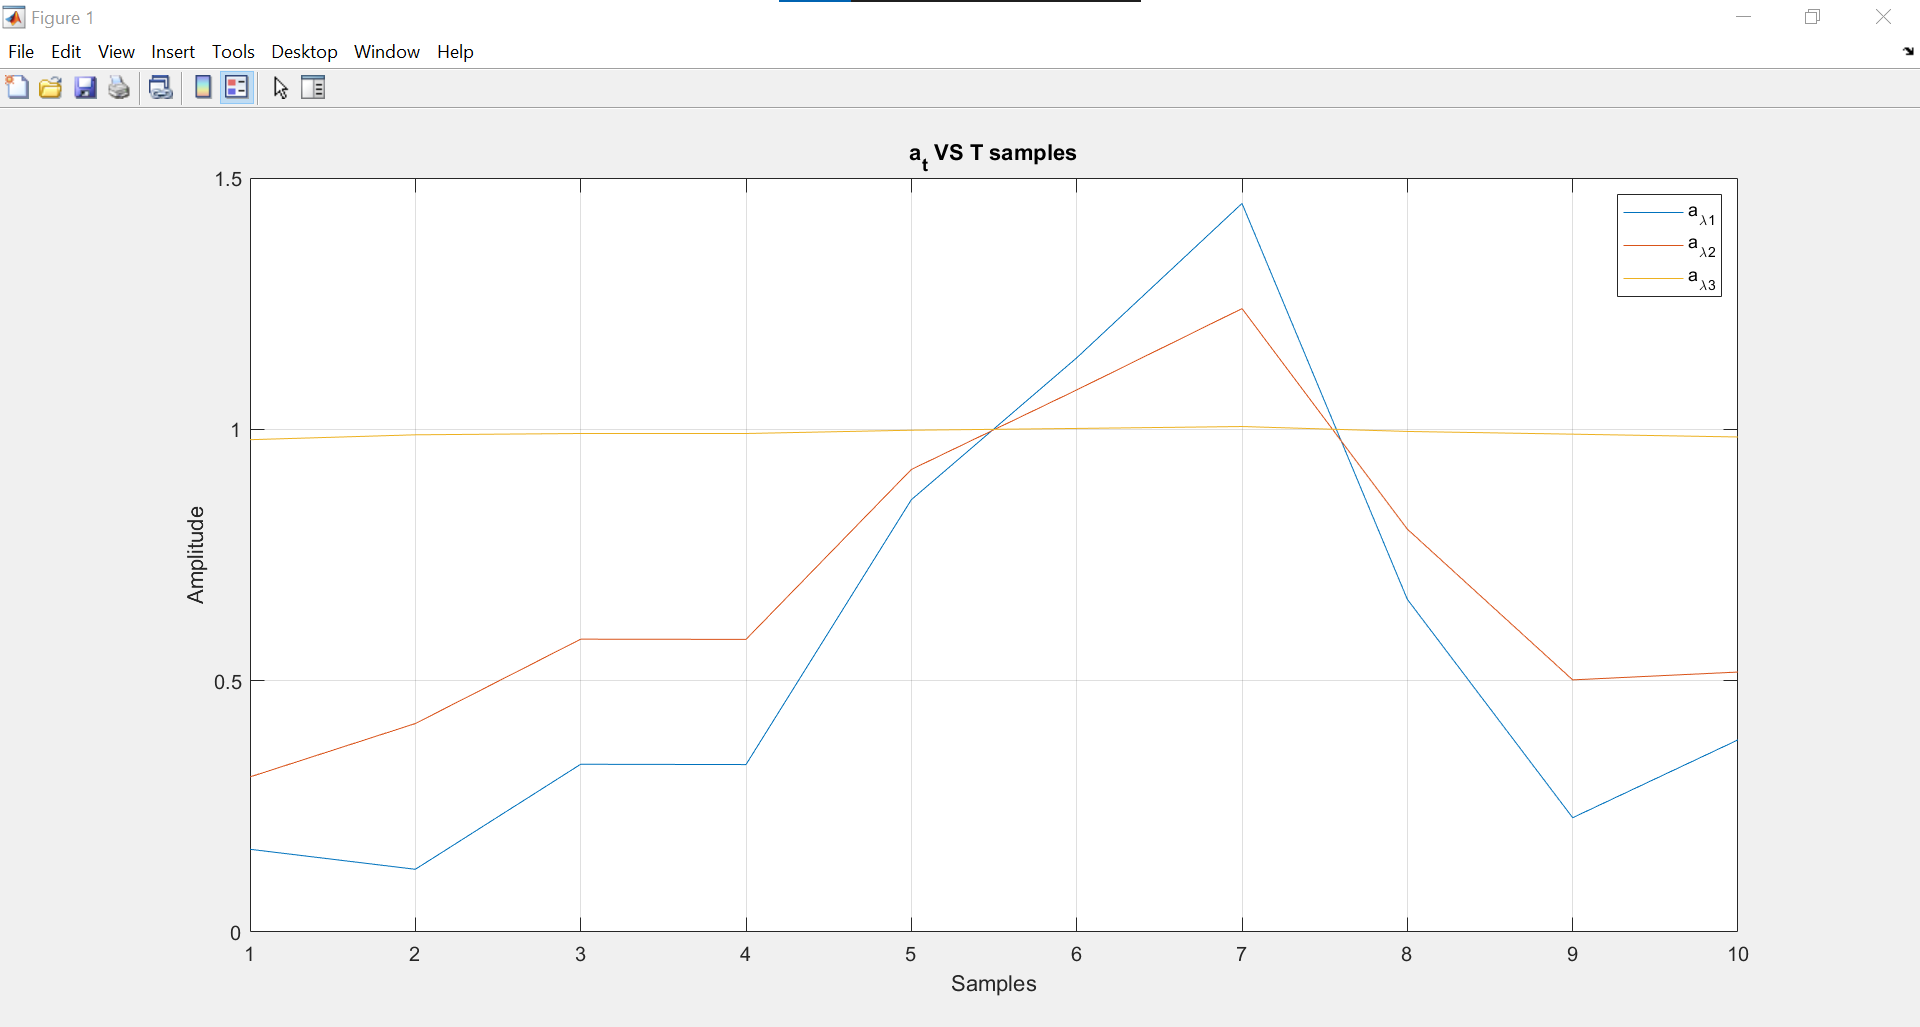 Figure 1
File Edit View Insert Tools Desktop Window Help
a_t VS T samples
1.5
1
0.5
0
Amplitude
a_λ1
a_λ2
a_λ3
1 2 3 4 5 6 7 8 9 10
Samples